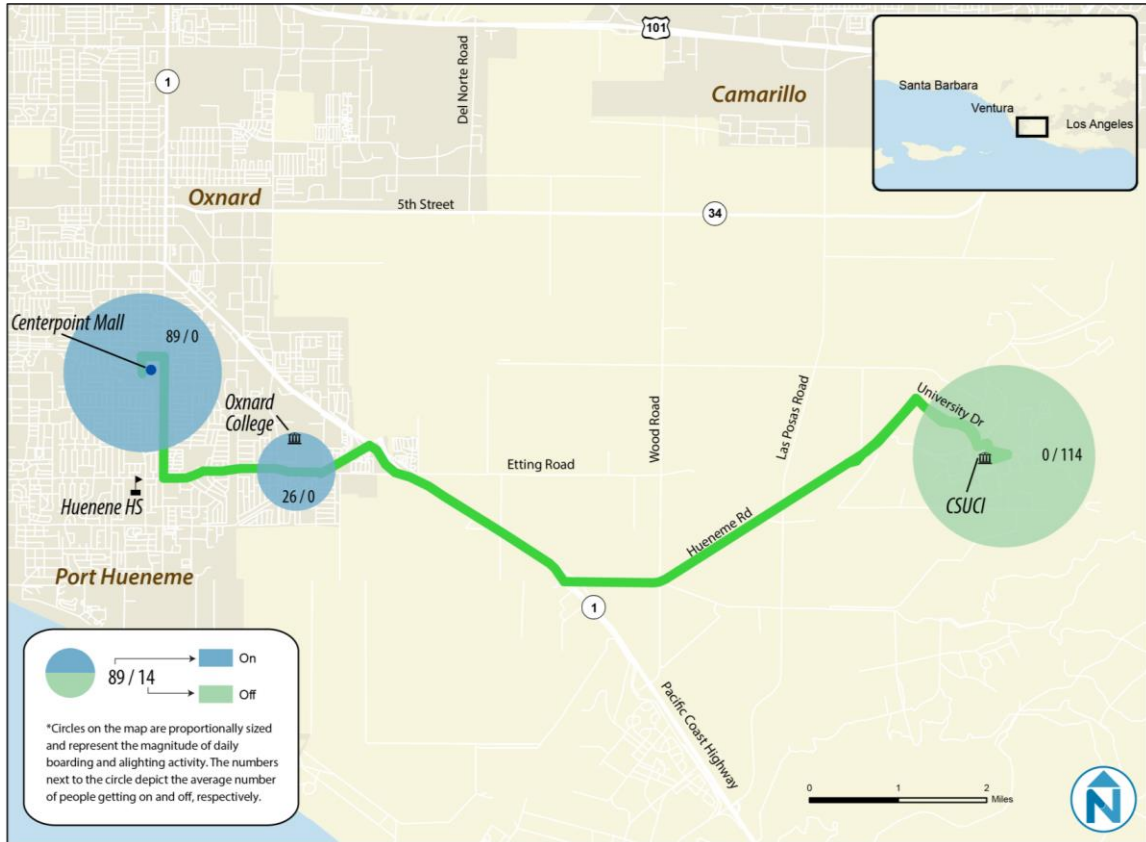 101
1
Del Norte Road
Camarillo
Santa Barbara
Ventura
Los Angeles
Oxnard
5th Street
34
Centerpoint Mall
89 / 0
Oxnard
College
26 / 0
Huenene HS
Etting Road
Wood Road
Las Posas Road
University Dr
0 / 114
CSUCI
Hueneme Rd
Port Hueneme
1
Pacific Coast Highway
89 / 14
On
Off
*Circles on the map are proportionally sized
and represent the magnitude of daily
boarding and alighting activity. The numbers
next to the circle depict the average number
of people getting on and off, respectively.
0 1 2
Miles
N